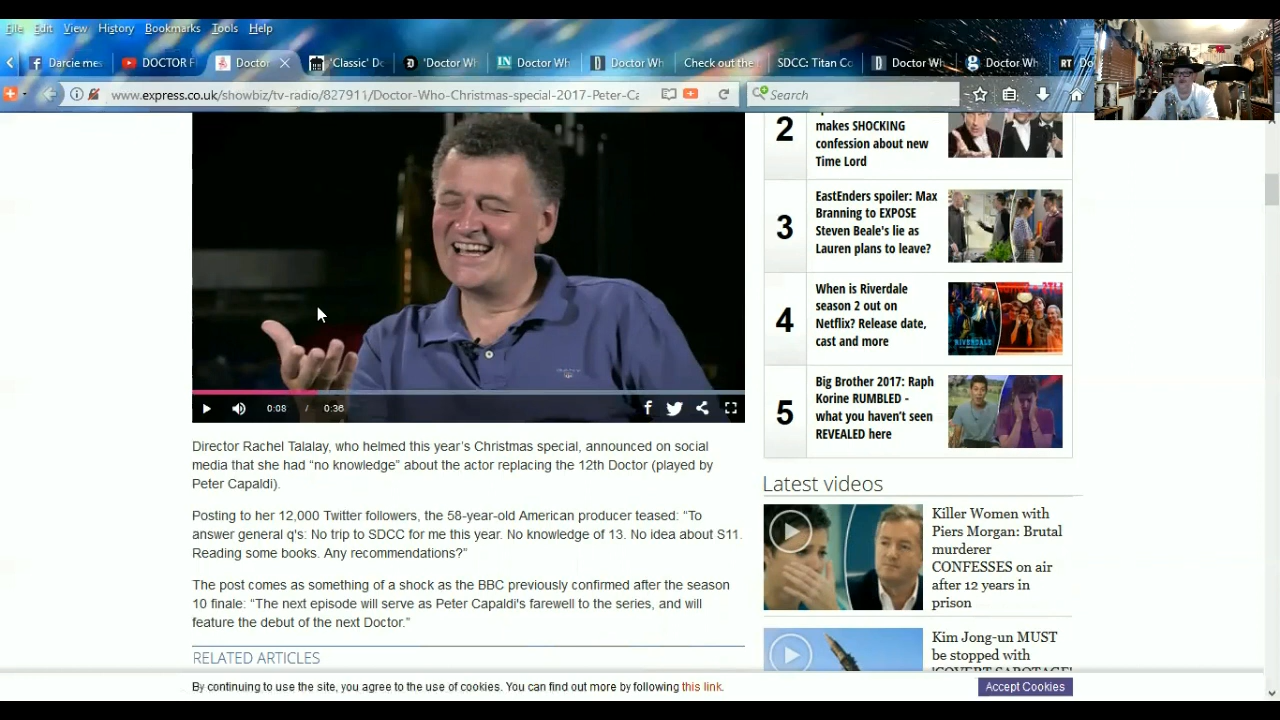 File Edit View History Bookmarks Tools Help
Darcie mes DOCTOR F Doctor 'Classic' Do 'Doctor W Doctor Wh Doctor Wh Check out the SDCC: Titan Co Doctor Wh Doctor Wh Do
www.express.co.uk/showbiz/tv-radio/827911/Doctor-Who-Christmas-special-2017-Peter-Ca
Search
2
makes SHOCKING
confession about new
Time Lord
3
EastEnders spoiler: Max
Branning to EXPOSE
Steven Beale's lie as
Lauren plans to leave?
4
When is Riverdale
season 2 out on
Netflix? Release date,
cast and more
RIVERDALE
5
Big Brother 2017: Raph
Korine RUMBLED -
what you haven't seen
REVEALED here
0:08 / 0:36
Director Rachel Talalay, who helmed this year's Christmas special, announced on social
media that she had “no knowledge” about the actor replacing the 12th Doctor (played by
Peter Capaldi).
Posting to her 12,000 Twitter followers, the 58-year-old American producer teased: “To
answer general q's: No trip to SDCC for me this year. No knowledge of 13. No idea about S11.
Reading some books. Any recommendations?”
The post comes as something of a shock as the BBC previously confirmed after the season
10 finale: “The next episode will serve as Peter Capaldi's farewell to the series, and will
feature the debut of the next Doctor.”
RELATED ARTICLES
Latest videos
Killer Women with
Piers Morgan: Brutal
murderer
CONFESSES on air
after 12 years in
prison
Kim Jong-un MUST
be stopped with
'COVERT SABOTAGE'
By continuing to use the site, you agree to the use of cookies. You can find out more by following this link.
Accept Cookies